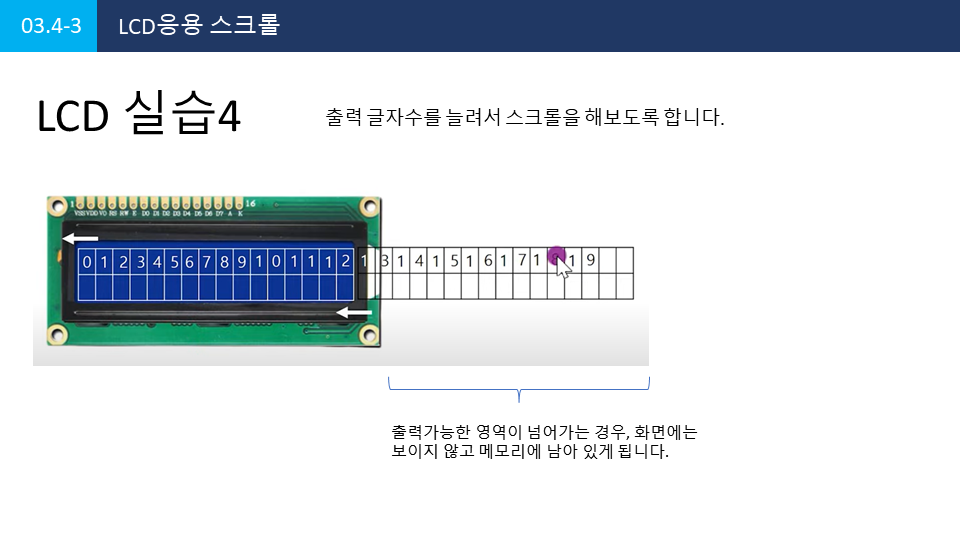 03.4-3
LCD응용 스크롤
LCD 실습4
출력 글자수를 늘려서 스크롤을 해보도록 합니다.
1
16
VSS VDD VO RS RW E D0 D1 D2 D3 D4 D5 D6 D7 A K
0 1 2 3 4 5 6 7 8 9 1 0 1 1 1 2 1 3 1 4 1 5 1 6 1 7 1 8 1 9
출력가능한 영역이 넘어가는 경우, 화면에는
보이지 않고 메모리에 남아 있게 됩니다.